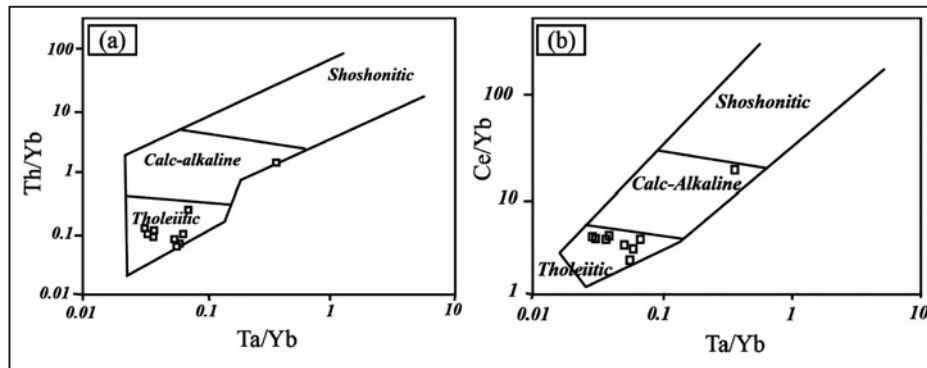 (a)
Th/Yb
100
10
1
0.1
0.01
Shoshonitic
Calc-alkaline
Tholeiitic
0.01 0.1 1 10
Ta/Yb
(b)
Ce/Yb
100
10
1
Shoshonitic
Calc-Alkaline
Tholeiitic
0.01 0.1 1 10
Ta/Yb